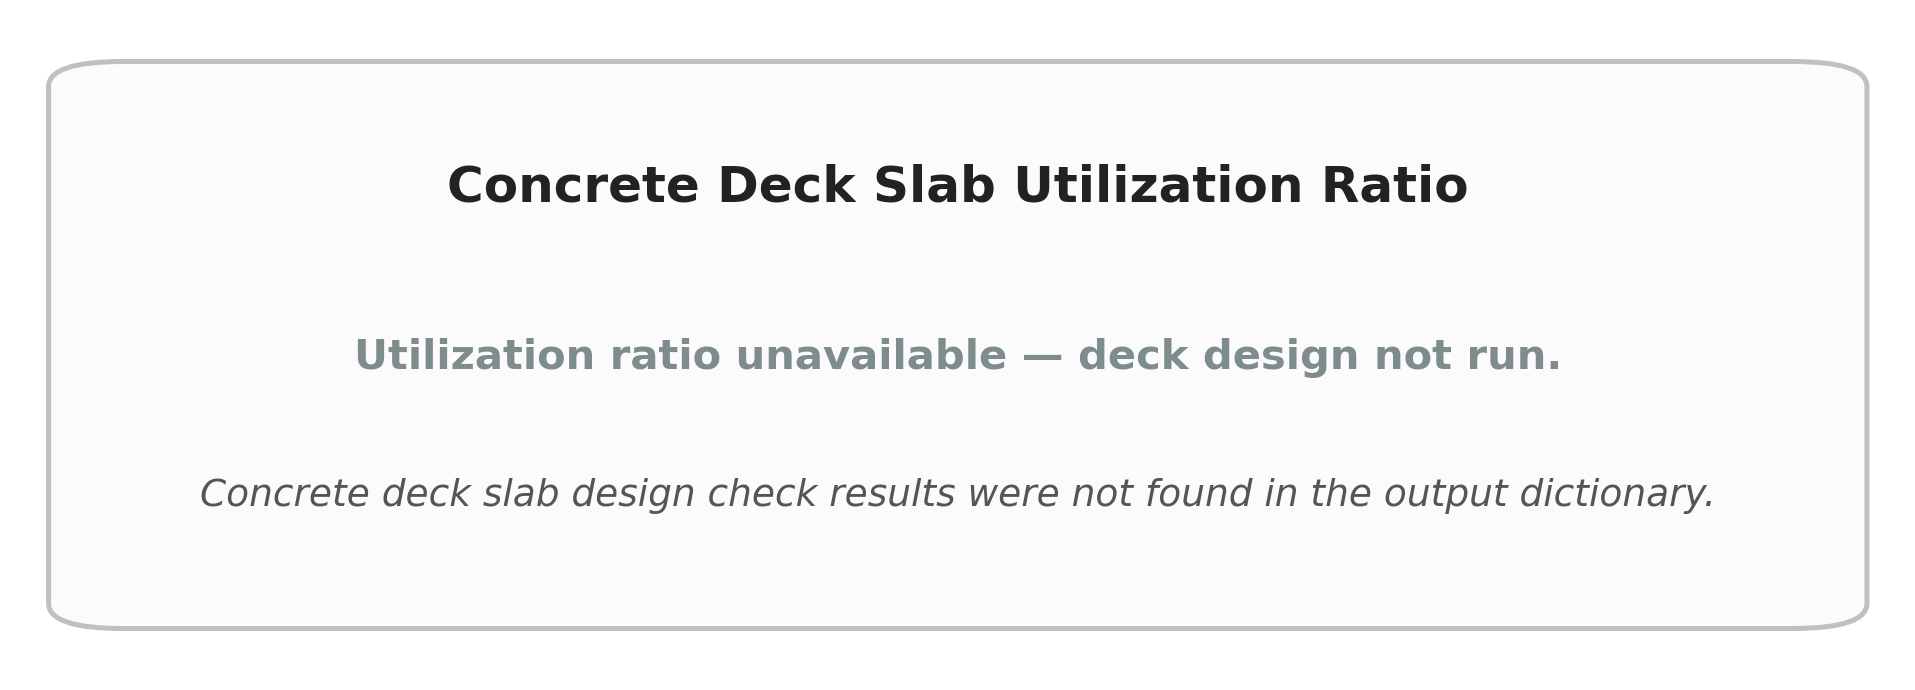 Concrete Deck Slab Utilization Ratio
Utilization ratio unavailable — deck design not run.
Concrete deck slab design check results were not found in the output dictionary.